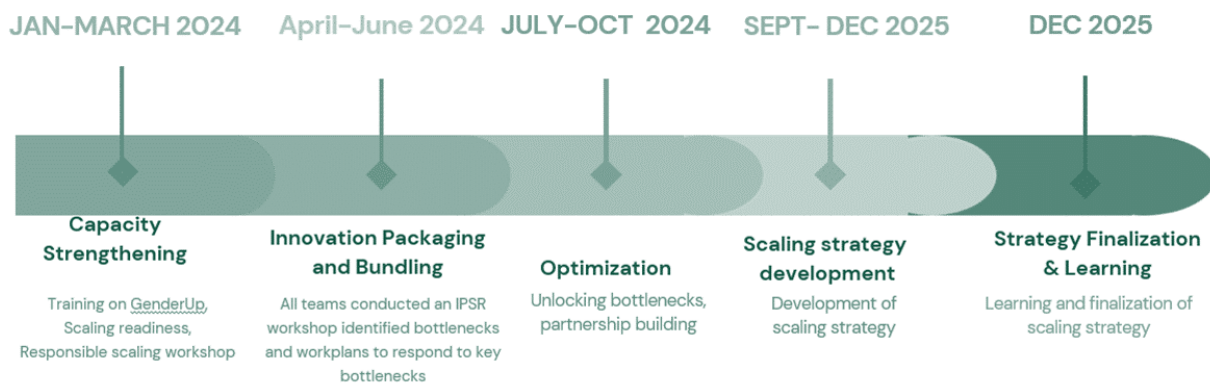 JAN-MARCH 2024
April-June 2024
JULY-OCT 2024
SEPT- DEC 2025
DEC 2025
Capacity
Strengthening
Training on GenderUp,
Scaling readiness,
Responsible scaling workshop
Innovation Packaging
and Bundling
All teams conducted an IPSR
workshop identified bottlenecks
and workplans to respond to key
bottlenecks
Optimization
Unlocking bottlenecks,
partnership building
Scaling strategy
development
Development of
scaling strategy
Strategy Finalization
& Learning
Learning and finalization of
scaling strategy